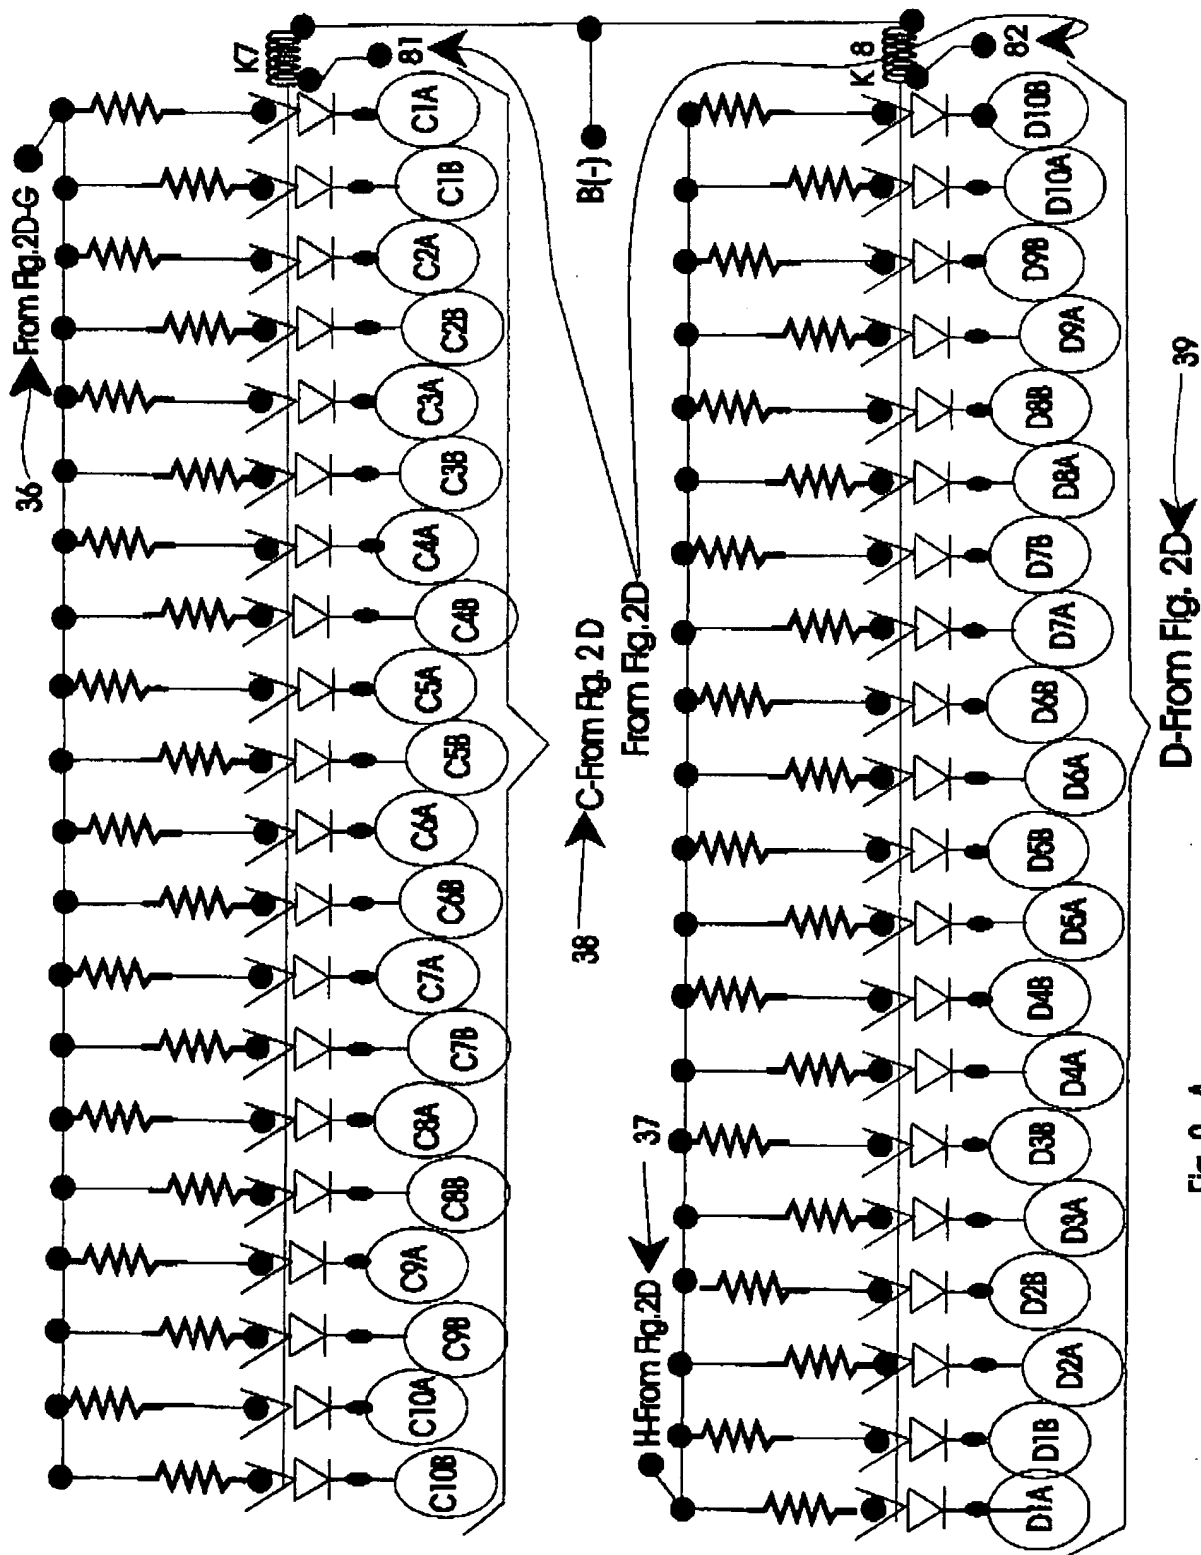 36
From Fig.2D-G
K7
81
C10B
C10A
C9B
C9A
C8B
C8A
C7B
C7A
C6B
C6A
C5B
C5A
C4B
C4A
C3B
C3A
C2B
C2A
C1B
C1A
38
C-From Fig. 2 D
B(-)
From Fig.2D
H-From Fig.2D
37
K 8
82
D1A
D1B
D2A
D2B
D3A
D3B
D4A
D4B
D5A
D5B
D6A
D6B
D7A
D7B
D8A
D8B
D9A
D9B
D10A
D10B
D-From Fig. 2D
39